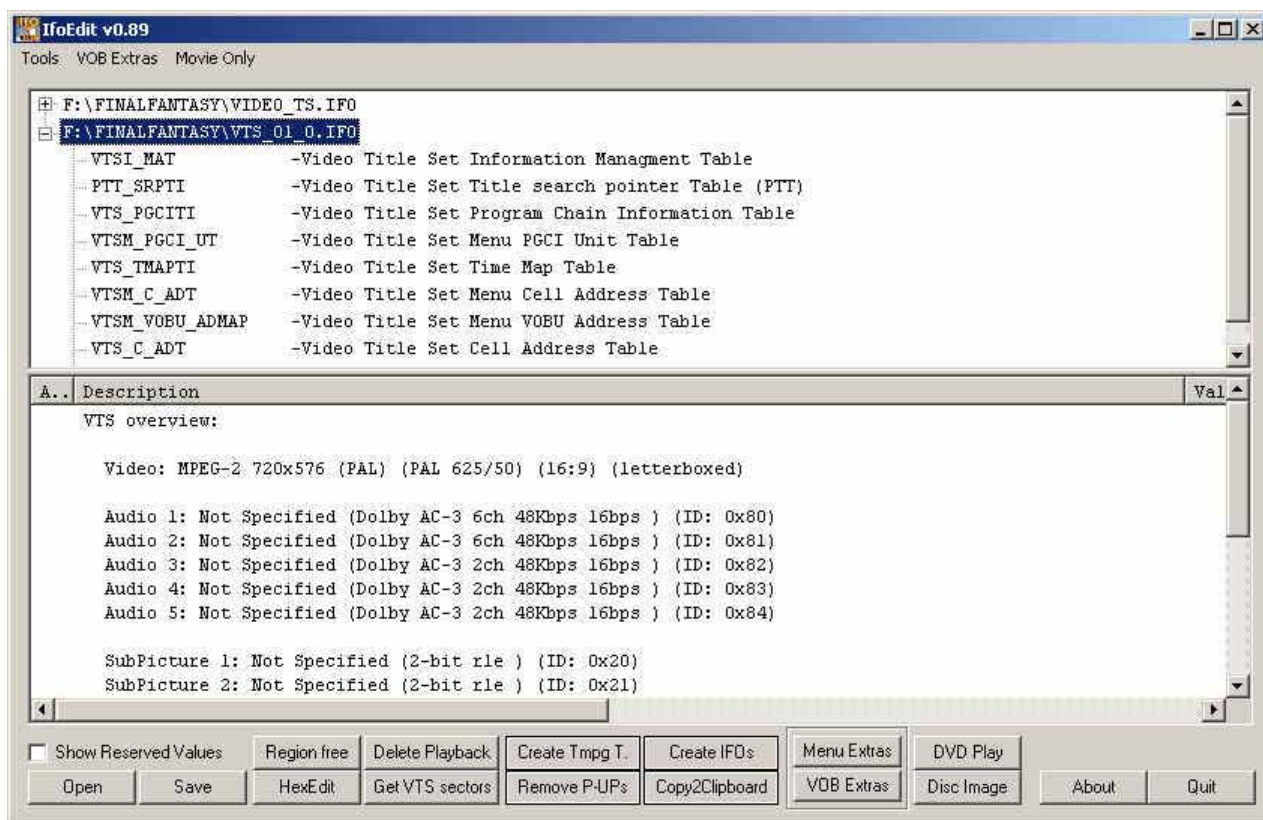 IfoEdit v0.89
Tools VOB Extras Movie Only
F:\FINALFANTASY\VIDEO_TS.IFO
F:\FINALFANTASY\VTS_01_0.IFO
VTSI_MAT -Video Title Set Information Managment Table
PTT_SRPTI -Video Title Set Title search pointer Table (PTT)
VTS_PGCITI -Video Title Set Program Chain Information Table
VTSM_PGCI_UT -Video Title Set Menu PGCI Unit Table
VTS_TMAPTI -Video Title Set Time Map Table
VTSM_C_ADT -Video Title Set Menu Cell Address Table
VTSM_VOBU_ADMAP -Video Title Set Menu VOBU Address Table
VTS_C_ADT -Video Title Set Cell Address Table
A.. Description Val
VTS overview:
Video: MPEG-2 720x576 (PAL) (PAL 625/50) (16:9) (letterboxed)
Audio 1: Not Specified (Dolby AC-3 6ch 48Kbps 16bps ) (ID: 0x80)
Audio 2: Not Specified (Dolby AC-3 6ch 48Kbps 16bps ) (ID: 0x81)
Audio 3: Not Specified (Dolby AC-3 2ch 48Kbps 16bps ) (ID: 0x82)
Audio 4: Not Specified (Dolby AC-3 2ch 48Kbps 16bps ) (ID: 0x83)
Audio 5: Not Specified (Dolby AC-3 2ch 48Kbps 16bps ) (ID: 0x84)
SubPicture 1: Not Specified (2-bit rle ) (ID: 0x20)
SubPicture 2: Not Specified (2-bit rle ) (ID: 0x21)
Show Reserved Values Region free Delete Playback Create Tmpg T. Create IFOs Menu Extras DVD Play
Open Save HexEdit Get VTS sectors Remove P-UPs Copy2Clipboard VOB Extras Disc Image About Quit